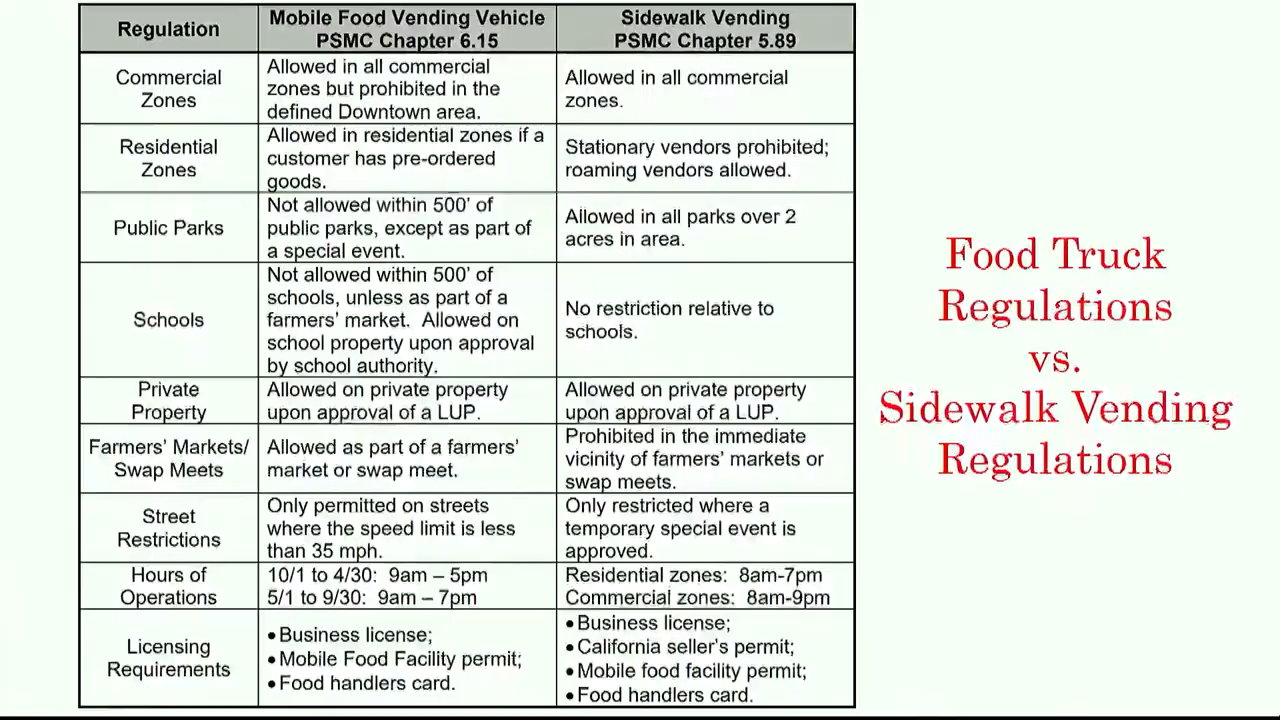 Regulation
Mobile Food Vending Vehicle
PSMC Chapter 6.15
Sidewalk Vending
PSMC Chapter 5.89
Commercial
Zones
Allowed in all commercial
zones but prohibited in the
defined Downtown area.
Allowed in all commercial
zones.
Residential
Zones
Allowed in residential zones if a
customer has pre-ordered
goods.
Stationary vendors prohibited;
roaming vendors allowed.
Public Parks
Not allowed within 500' of
public parks, except as part of
a special event.
Allowed in all parks over 2
acres in area.
Schools
Not allowed within 500' of
schools, unless as part of a
farmers' market. Allowed on
school property upon approval
by school authority.
No restriction relative to
schools.
Private
Property
Allowed on private property
upon approval of a LUP.
Allowed on private property
upon approval of a LUP.
Farmers' Markets/
Swap Meets
Allowed as part of a farmers'
market or swap meet.
Prohibited in the immediate
vicinity of farmers' markets or
swap meets.
Street
Restrictions
Only permitted on streets
where the speed limit is less
than 35 mph.
Only restricted where a
temporary special event is
approved.
Hours of
Operations
10/1 to 4/30: 9am – 5pm
5/1 to 9/30: 9am – 7pm
Residential zones: 8am-7pm
Commercial zones: 8am-9pm
Licensing
Requirements
• Business license;
• Mobile Food Facility permit;
• Food handlers card.
• Business license;
• California seller's permit;
• Mobile food facility permit;
• Food handlers card.
Food Truck
Regulations
vs.
Sidewalk Vending
Regulations